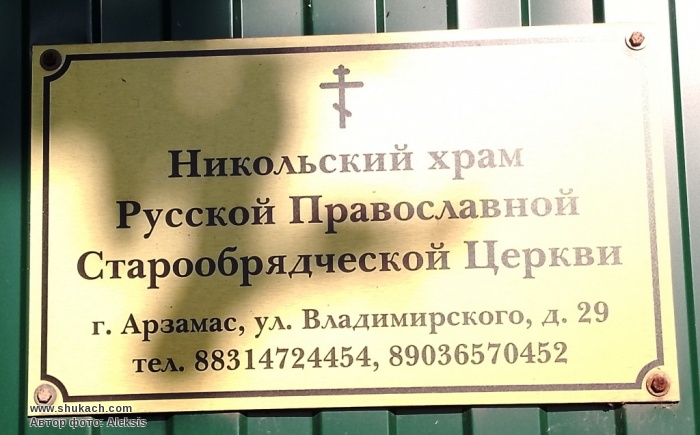 Никольский храм
Русской Православной
Старообрядческой Церкви
г. Арзамас, ул. Владимирского, д. 29
тел. 88314724454, 89036570452
www.shukach.com
Автор фото: Aleksis